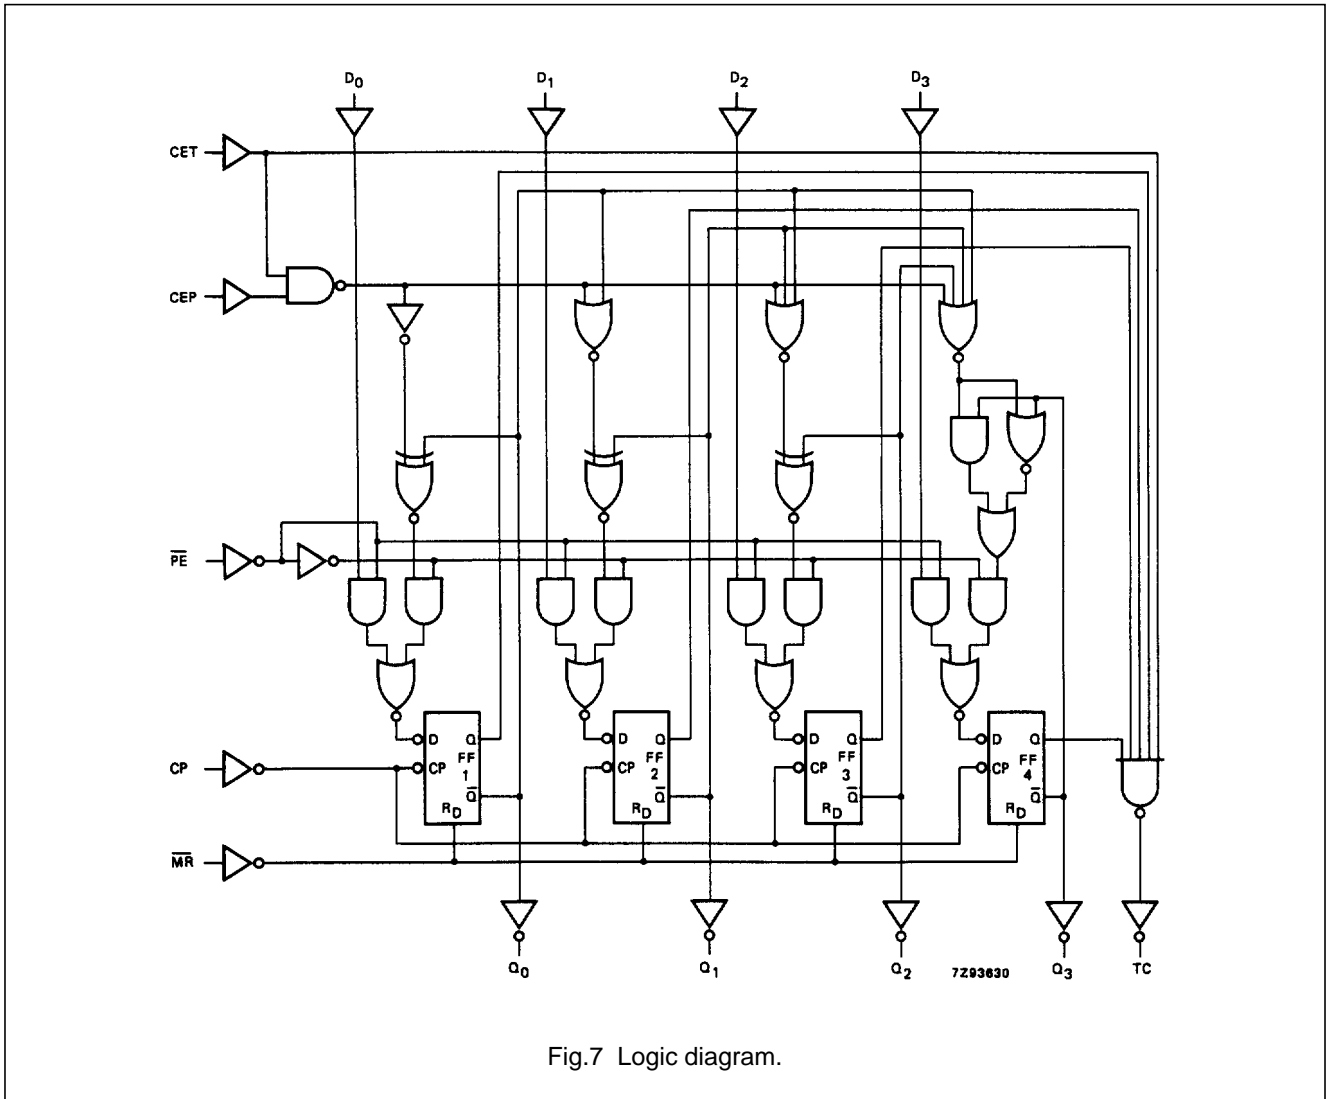 D0 D1 D2 D3
CET
CEP
PE
D Q D Q D Q D Q
FF FF FF FF
CP CP CP CP CP
1 2 3 4
Q Q Q Q
RD RD RD RD
MR
Q0 Q1 Q2 7Z93630 Q3 TC
Fig.7 Logic diagram.